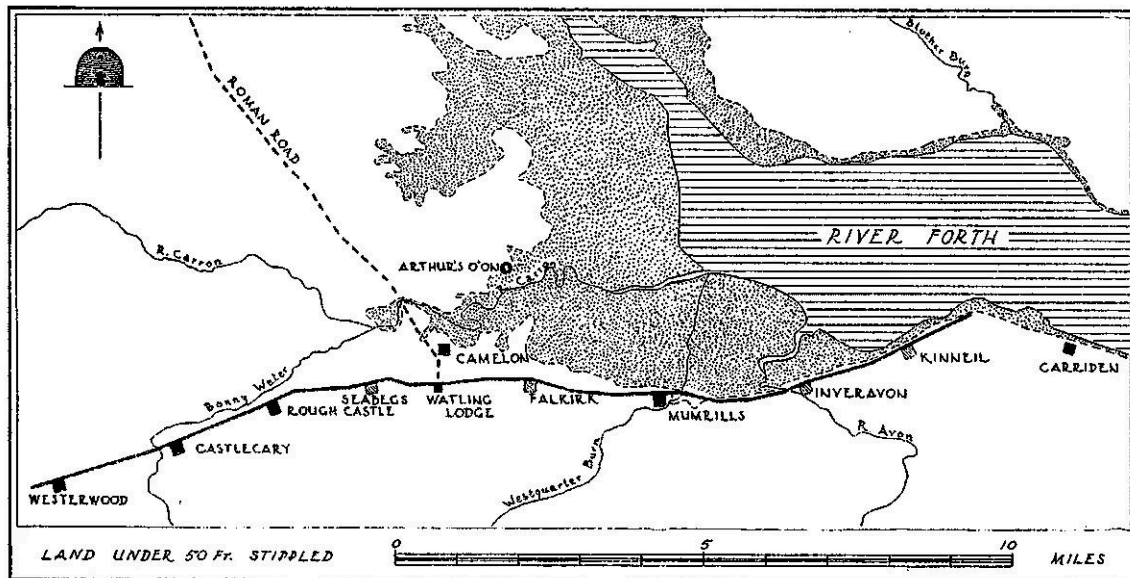 Bluther Burn
ROMAN ROAD
RIVER FORTH
R. Carron
ARTHUR'S O'ON
Carron
CAMELON
KINNEIL
CARRIDEN
Bonny Water
SEABEGS
WATLING
LODGE
FALKIRK
INVERAVON
ROUGH CASTLE
MUMRILLS
R. Avon
CASTLECARY
Westquarter Burn
WESTERWOOD
LAND UNDER 50 FT. STIPPLED
0 5 10
MILES